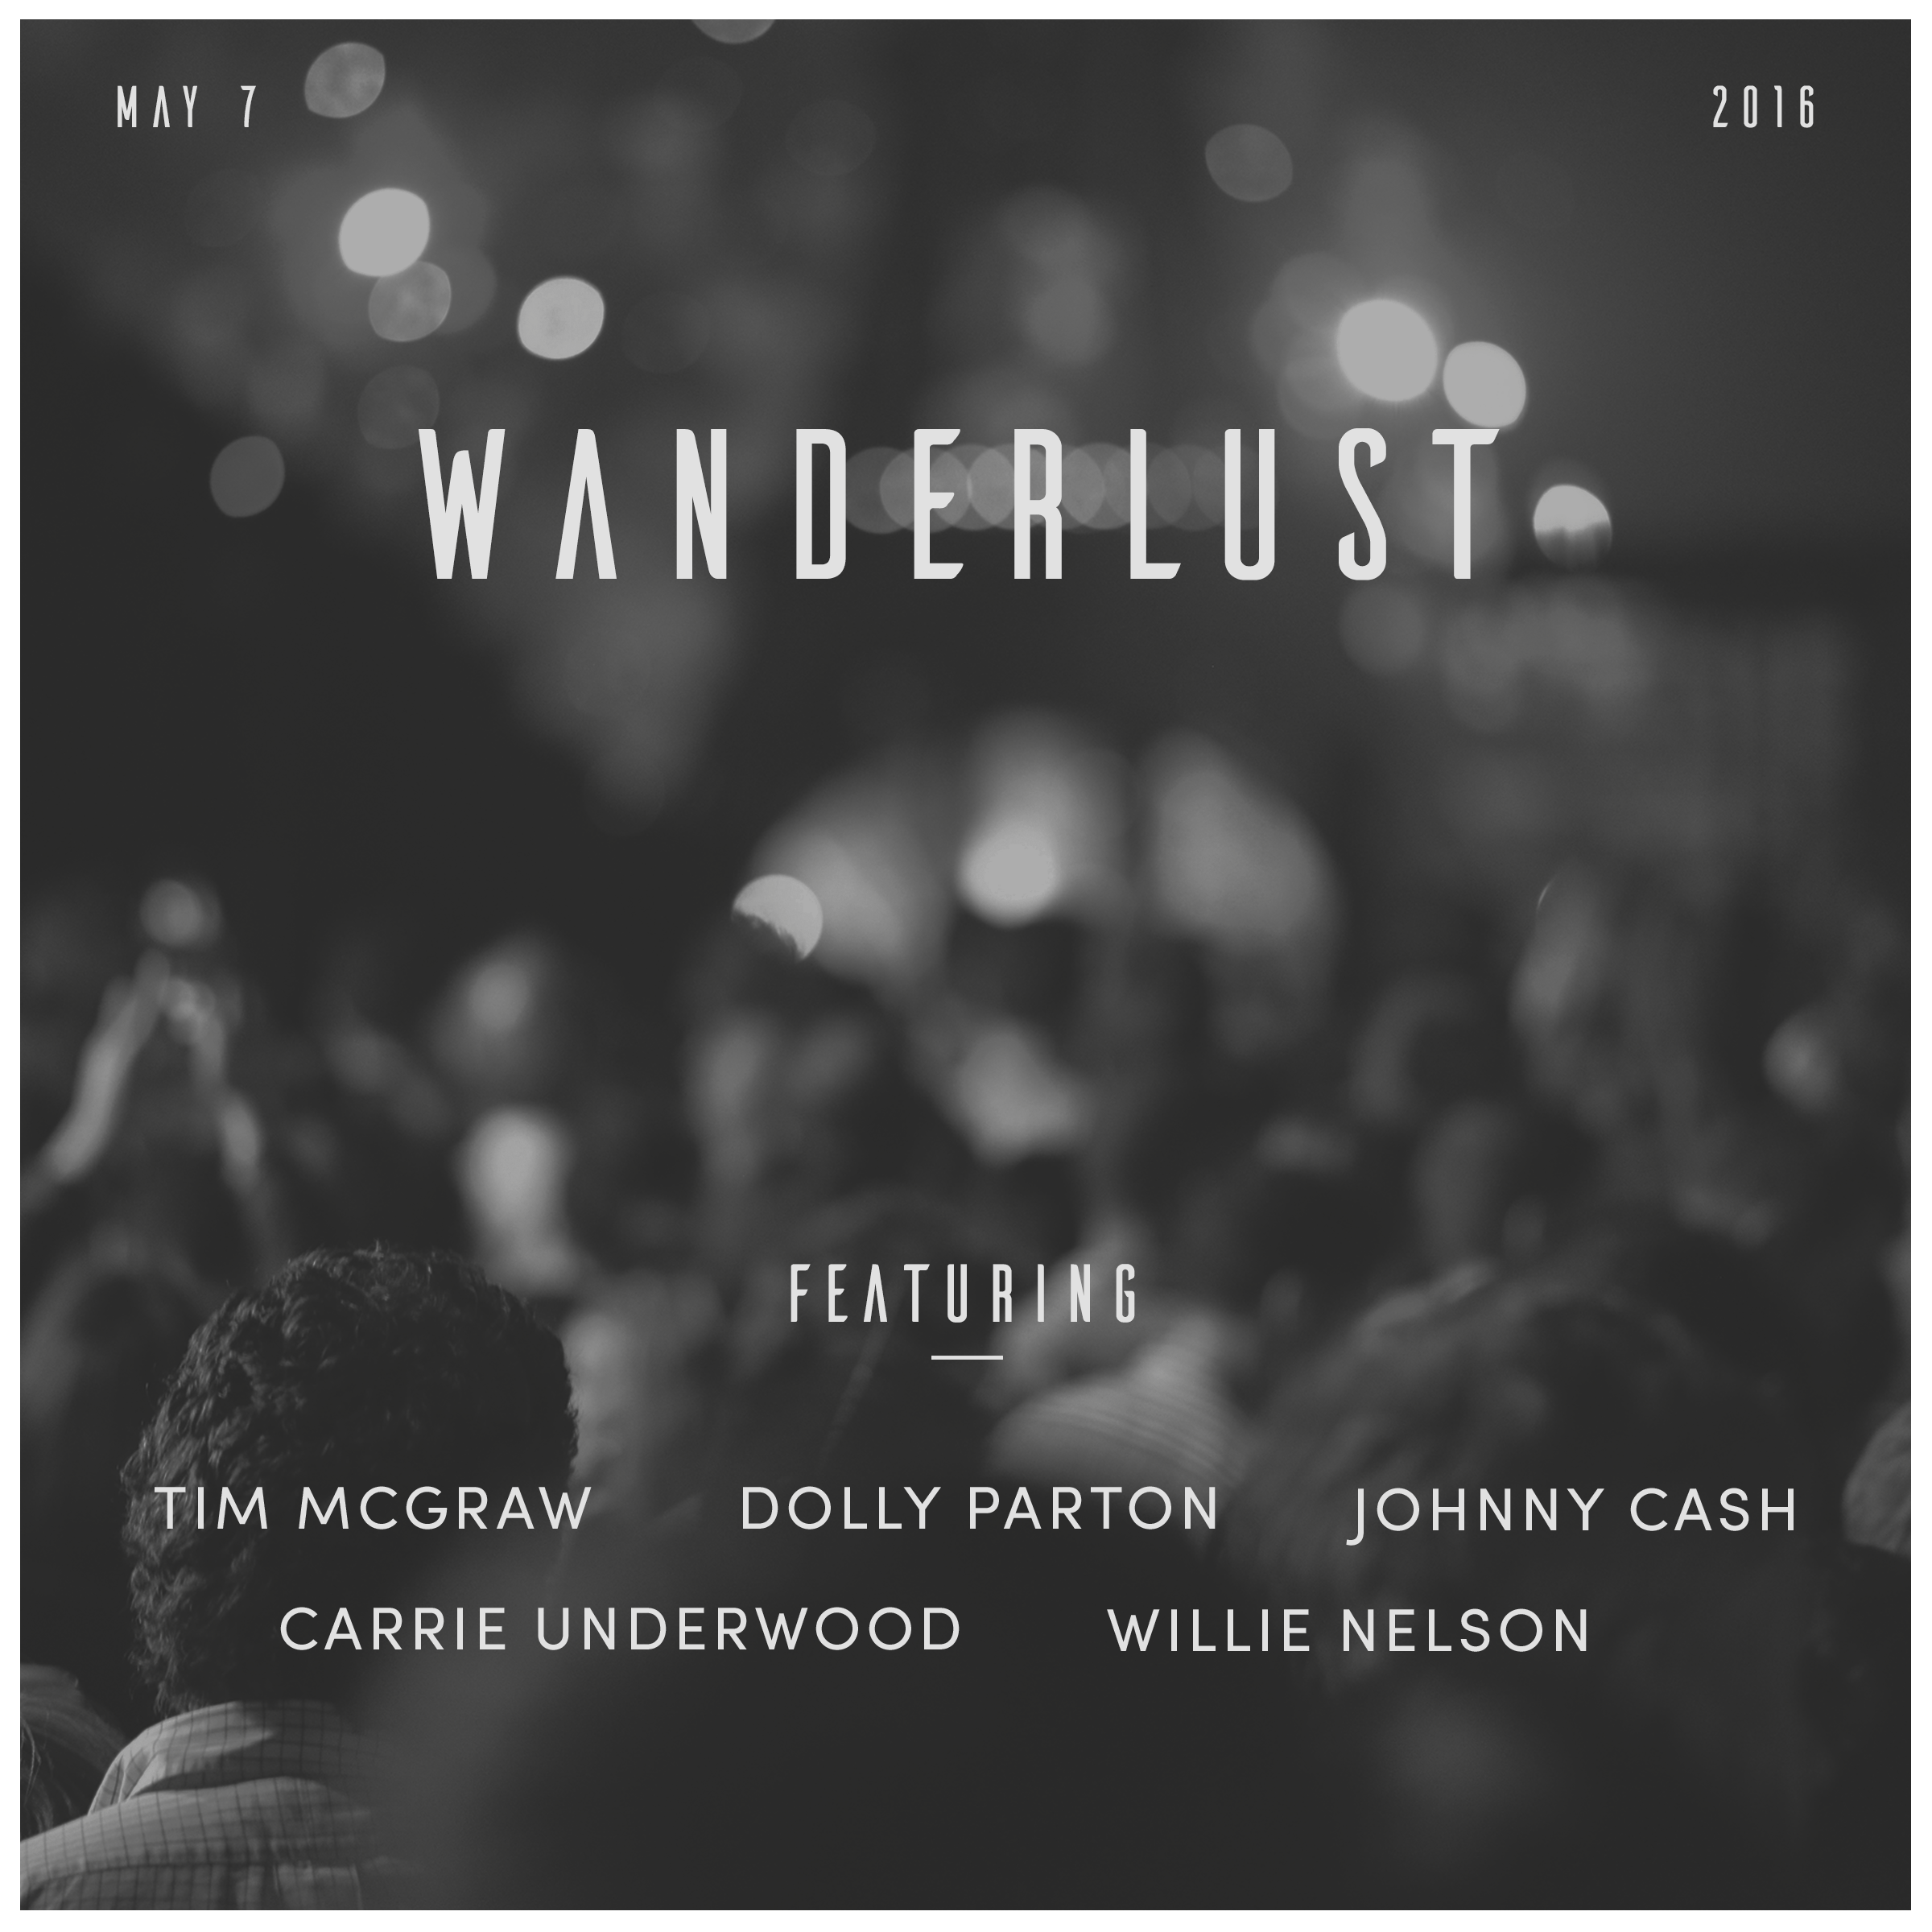 MAY 7 2016
WANDERLUST
FEATURING
TIM MCGRAW DOLLY PARTON JOHNNY CASH
CARRIE UNDERWOOD WILLIE NELSON